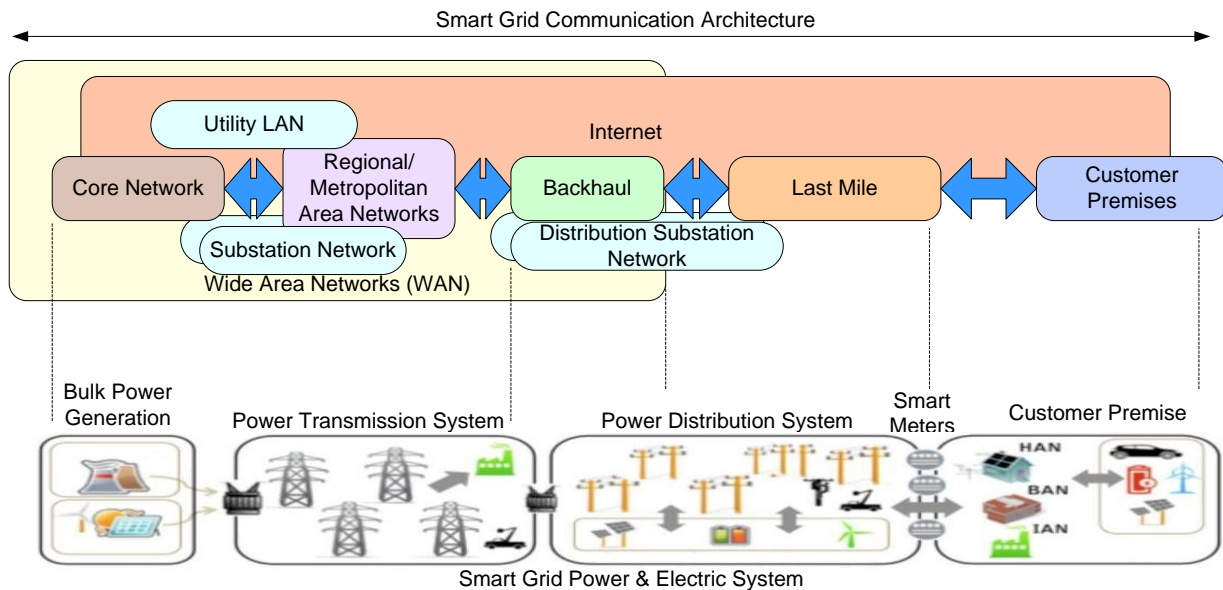 Smart Grid Communication Architecture
Utility LAN
Internet
Core Network
Regional/
Metropolitan
Area Networks
Backhaul
Last Mile
Customer
Premises
Substation Network
Distribution Substation
Network
Wide Area Networks (WAN)
Bulk Power
Generation
Power Transmission System
Power Distribution System
Smart
Meters
Customer Premise
HAN
BAN
IAN
Smart Grid Power & Electric System